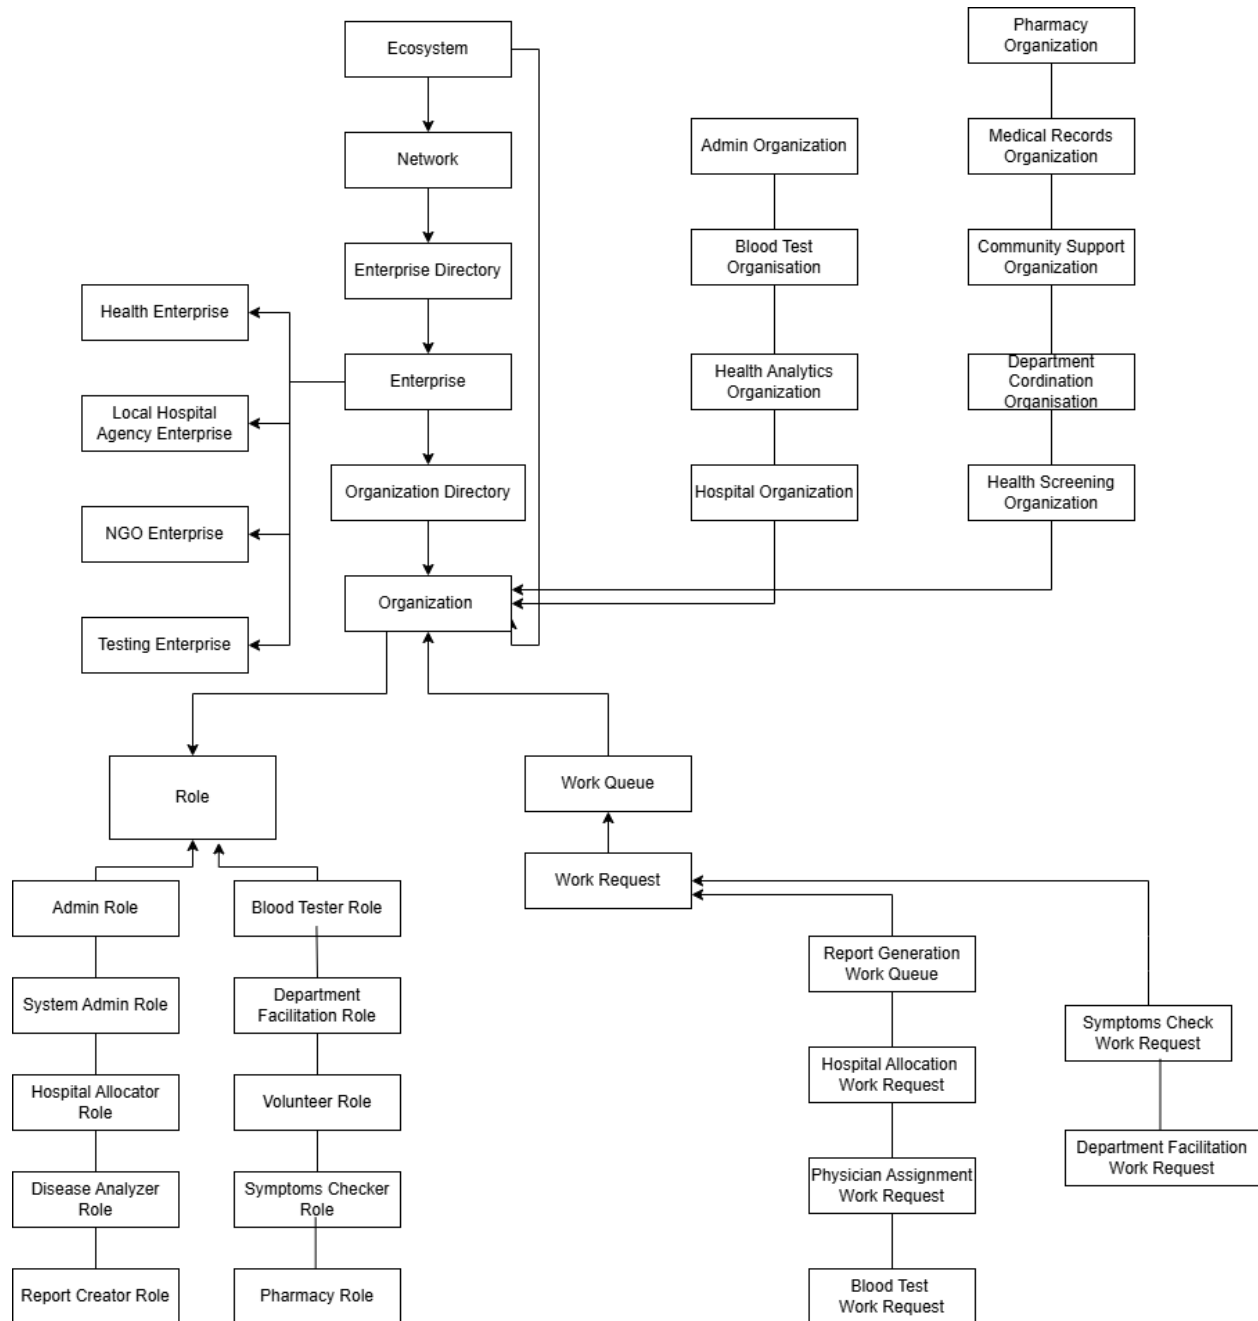 Ecosystem
Pharmacy
Organization
Network
Admin Organization
Medical Records
Organization
Enterprise Directory
Blood Test
Organisation
Community Support
Organization
Health Enterprise
Enterprise
Health Analytics
Organization
Department
Cordination
Organisation
Local Hospital
Agency Enterprise
Organization Directory
Hospital Organization
Health Screening
Organization
NGO Enterprise
Organization
Testing Enterprise
Role
Work Queue
Work Request
Admin Role
Blood Tester Role
Report Generation
Work Queue
System Admin Role
Department
Facilitation Role
Symptoms Check
Work Request
Hospital Allocator
Role
Volunteer Role
Hospital Allocation
Work Request
Department Facilitation
Work Request
Disease Analyzer
Role
Symptoms Checker
Role
Physician Assignment
Work Request
Report Creator Role
Pharmacy Role
Blood Test
Work Request